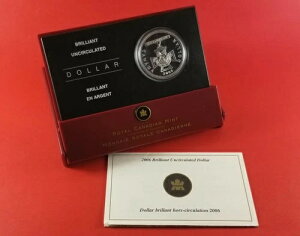 BRILLIANT
UNCIRCULATED
DOLLAR
BRILLIANT
EN ARGENT
ROYAL CANADIAN MINT
MONNAIE ROYALE CANADIENNE
2006 Brilliant Uncirculated Dollar
Dollar brillant hors-circulation 2006